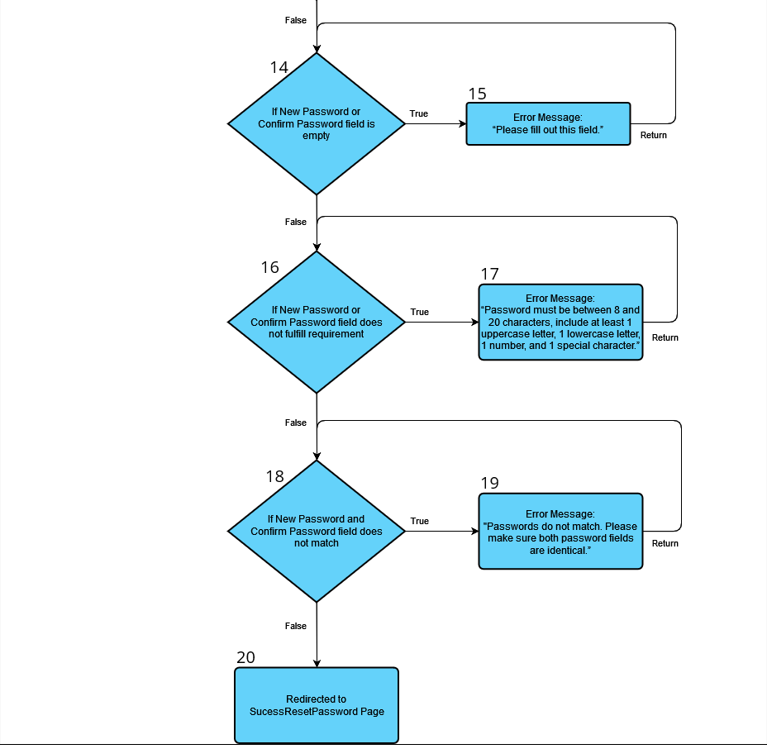 False
14
If New Password or
Confirm Password field is
empty
True
15
Error Message:
"Please fill out this field."
Return
False
16
If New Password or
Confirm Password field does
not fulfill requirement
True
17
Error Message:
"Password must be between 8 and
20 characters, include at least 1
uppercase letter, 1 lowercase letter,
1 number, and 1 special character."
Return
False
18
If New Password and
Confirm Password field does
not match
True
19
Error Message:
"Passwords do not match. Please
make sure both password fields
are identical."
Return
False
20
Redirected to
SucessResetPassword Page